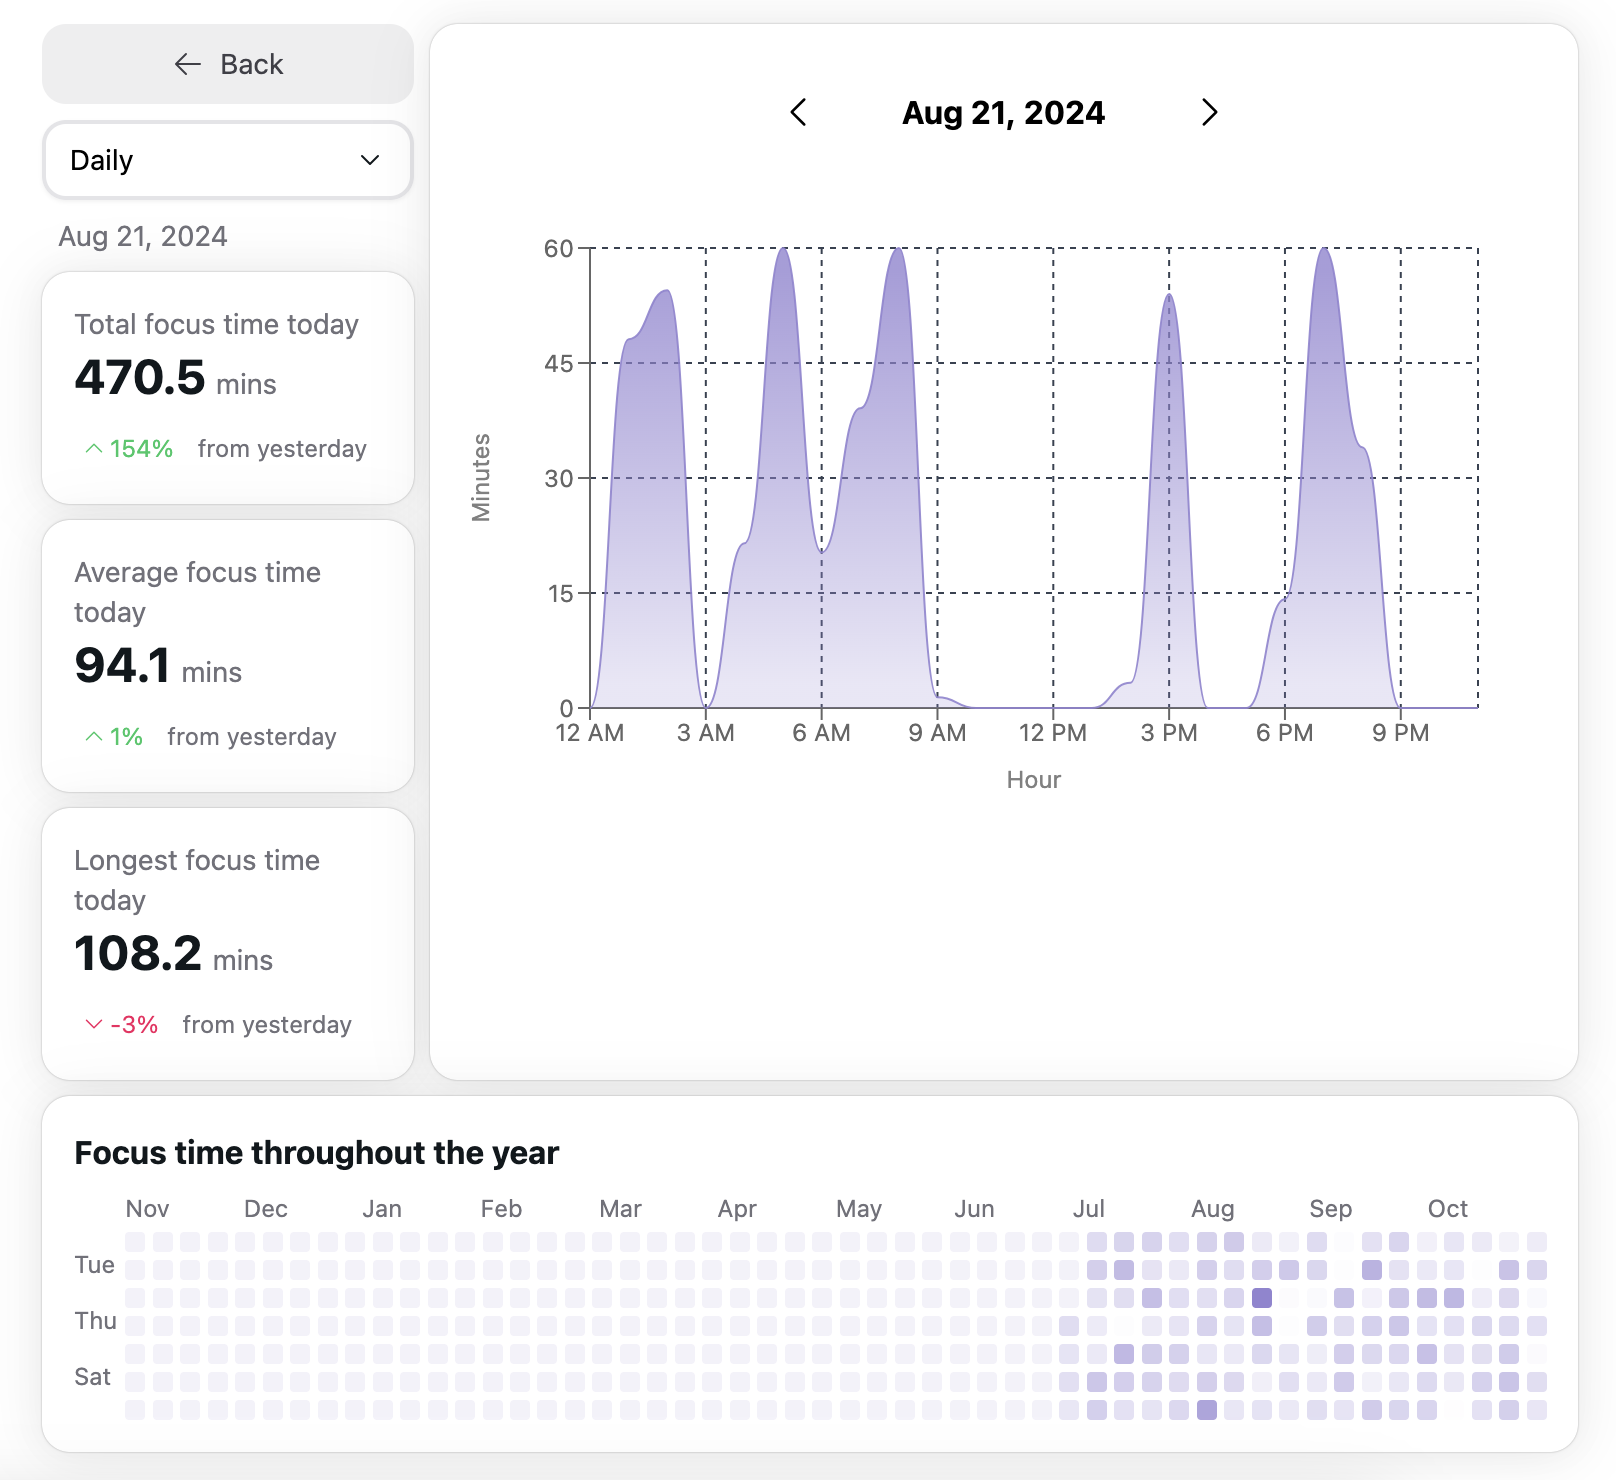 Back
Daily
Aug 21, 2024
Total focus time today
470.5 mins
154% from yesterday
Average focus time
today
94.1 mins
1% from yesterday
Longest focus time
today
108.2 mins
-3% from yesterday
Aug 21, 2024
60
45
30
15
0
Minutes
12 AM 3 AM 6 AM 9 AM 12 PM 3 PM 6 PM 9 PM
Hour
Focus time throughout the year
Nov Dec Jan Feb Mar Apr May Jun Jul Aug Sep Oct
Tue
Thu
Sat